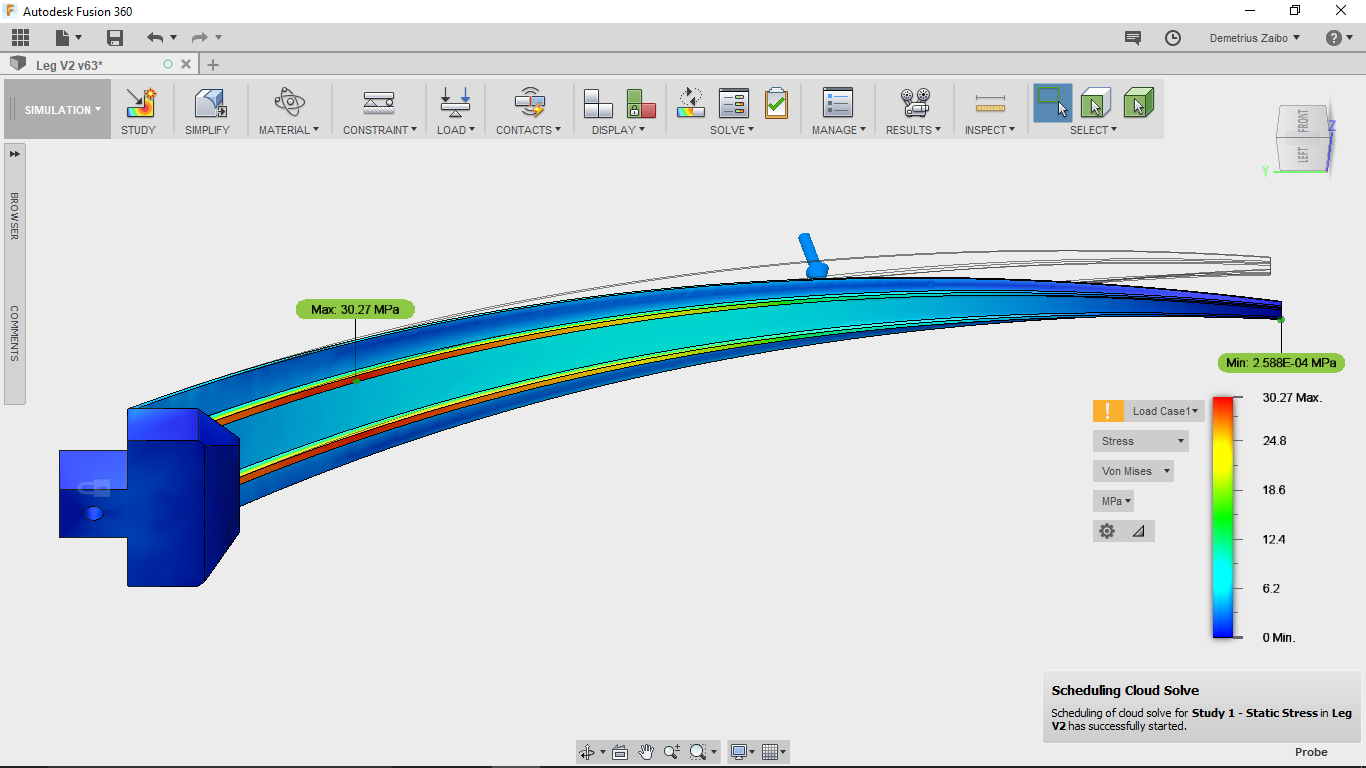 Autodesk Fusion 360
Demetrius Zaibo
Leg V2 v63*
SIMULATION
STUDY
SIMPLIFY
MATERIAL
CONSTRAINT
LOAD
CONTACTS
DISPLAY
SOLVE
MANAGE
RESULTS
INSPECT
SELECT
FRONT
LEFT
Z
Y
BROWSER
COMMENTS
Max: 30.27 MPa
Min: 2.588E-04 MPa
Load Case1
Stress
Von Mises
MPa
30.27 Max.
24.8
18.6
12.4
6.2
0 Min.
Scheduling Cloud Solve
Scheduling of cloud solve for Study 1 - Static Stress in Leg
V2 has successfully started.
Probe